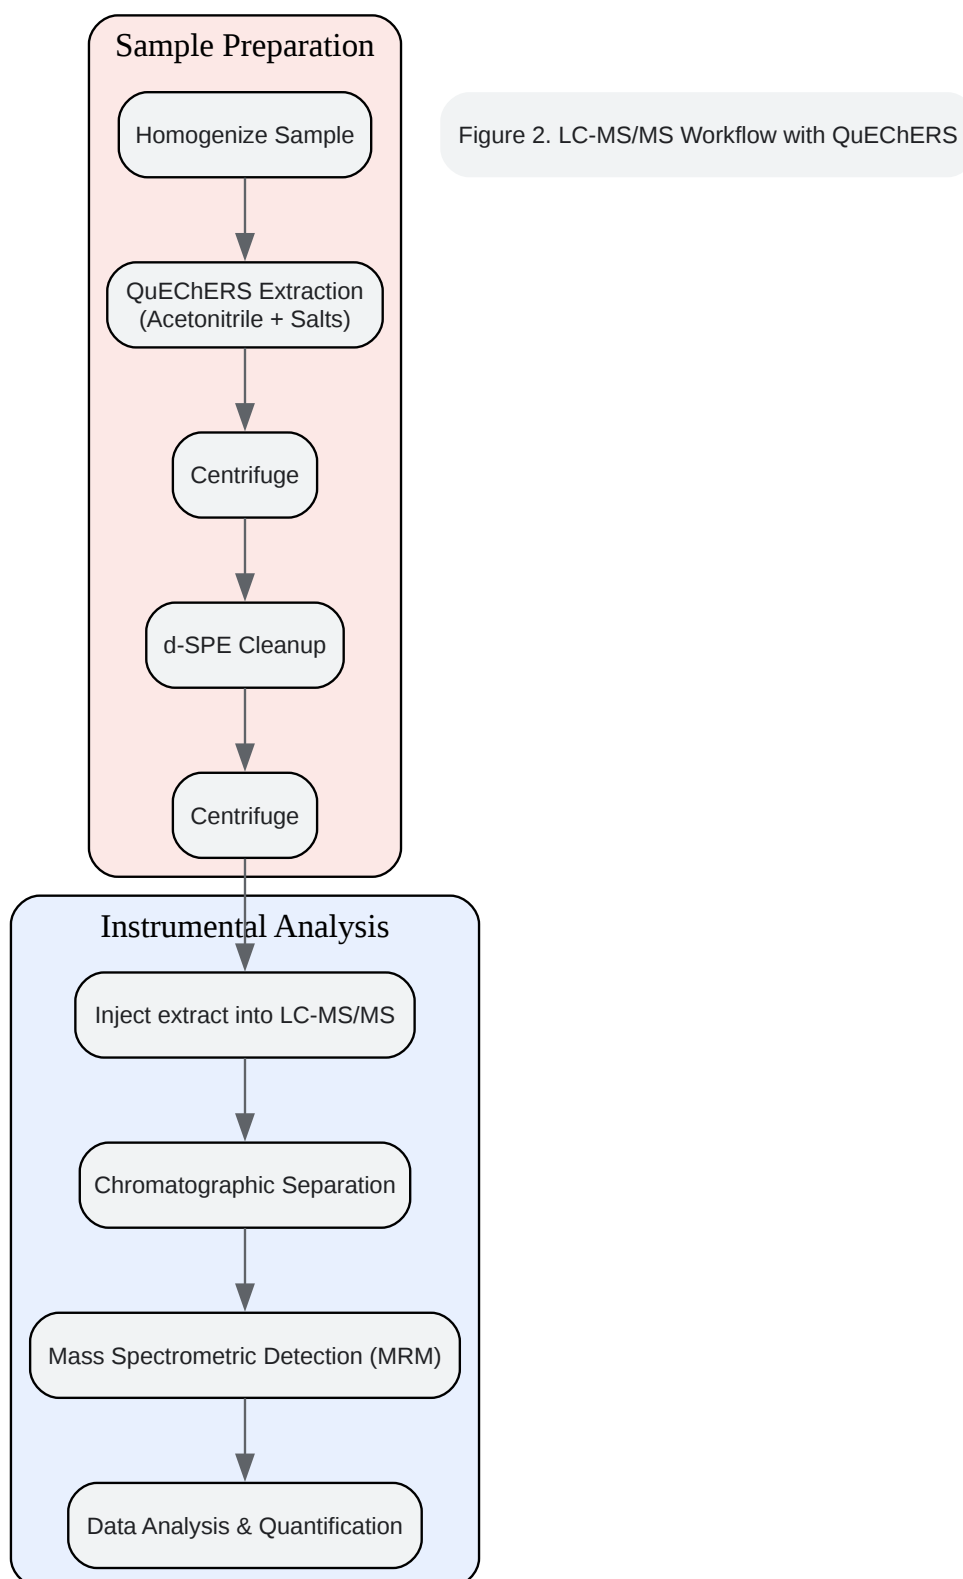 Sample Preparation
Homogenize Sample
Figure 2. LC-MS/MS Workflow with QuEChERS
QuEChERS Extraction
(Acetonitrile + Salts)
Centrifuge
d-SPE Cleanup
Centrifuge
Instrumental Analysis
Inject extract into LC-MS/MS
Chromatographic Separation
Mass Spectrometric Detection (MRM)
Data Analysis & Quantification